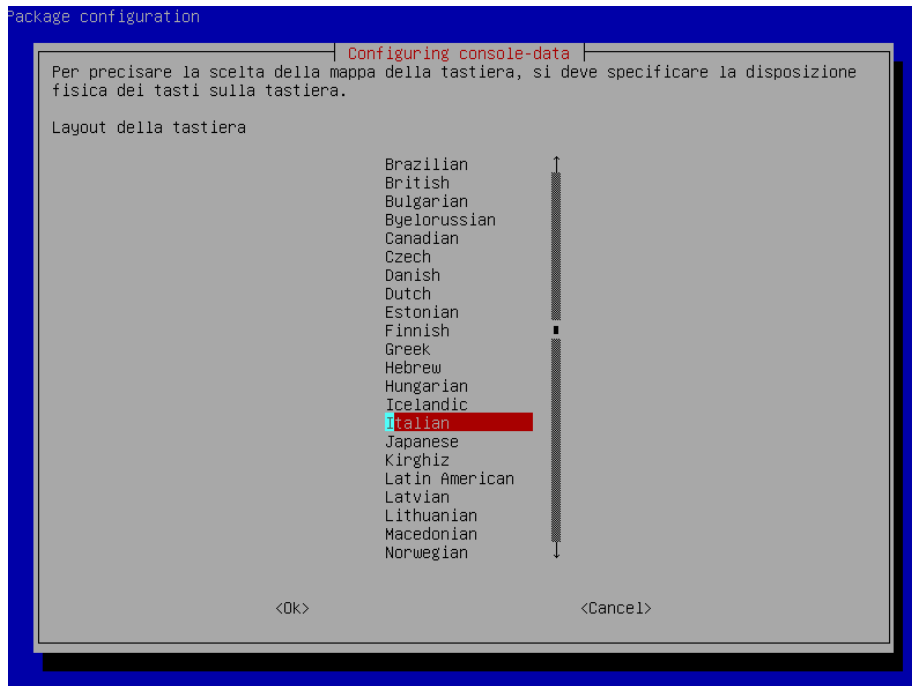 Package configuration
Configuring console-data
Per precisare la scelta della mappa della tastiera, si deve specificare la disposizione
fisica dei tasti sulla tastiera.
Layout della tastiera
Brazilian
British
Bulgarian
Byelorussian
Canadian
Czech
Danish
Dutch
Estonian
Finnish
Greek
Hebrew
Hungarian
Icelandic
Italian
Japanese
Kirghiz
Latin American
Latvian
Lithuanian
Macedonian
Norwegian
<Ok> <Cancel>